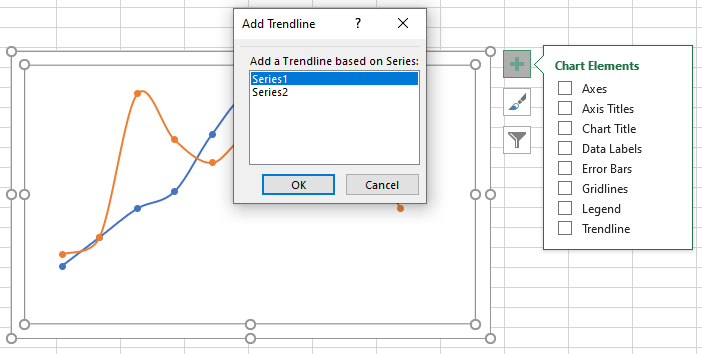 Add Trendline
?
Add a Trendline based on Series:
Series1
Series2
OK
Cancel
Chart Elements
Axes
Axis Titles
Chart Title
Data Labels
Error Bars
Gridlines
Legend
Trendline